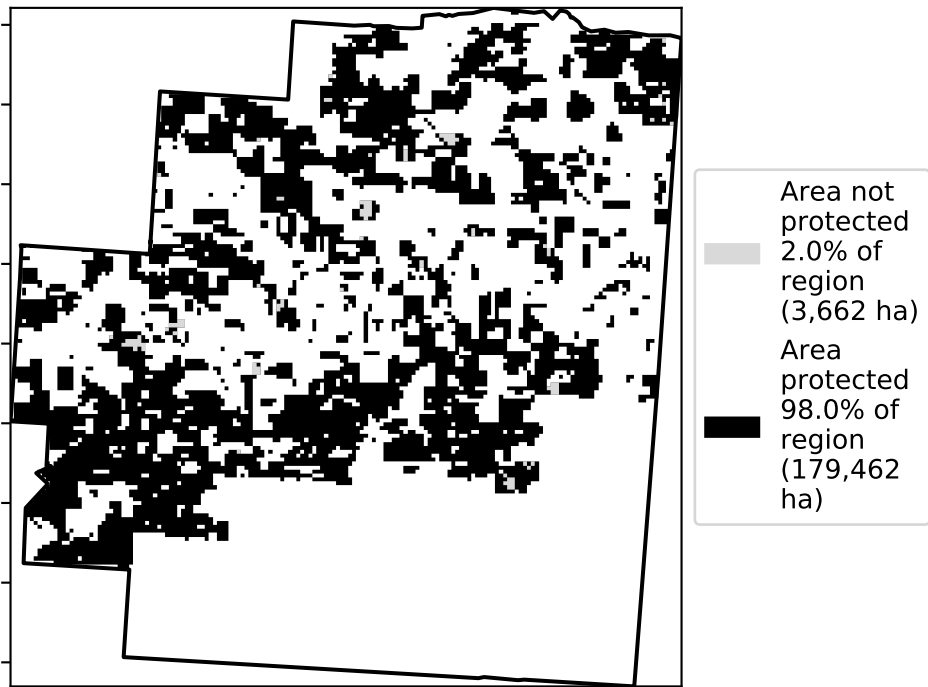 Area not
protected
2.0% of
region
(3,662 ha)
Area
protected
98.0% of
region
(179,462
ha)